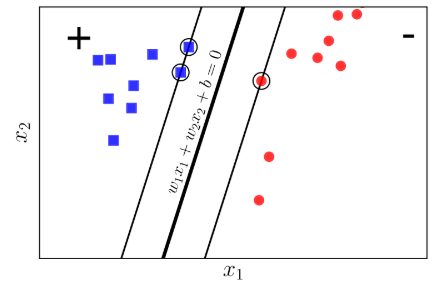 +
-
w₁x₁ + w₂x₂ + b = 0
x₂
x₁